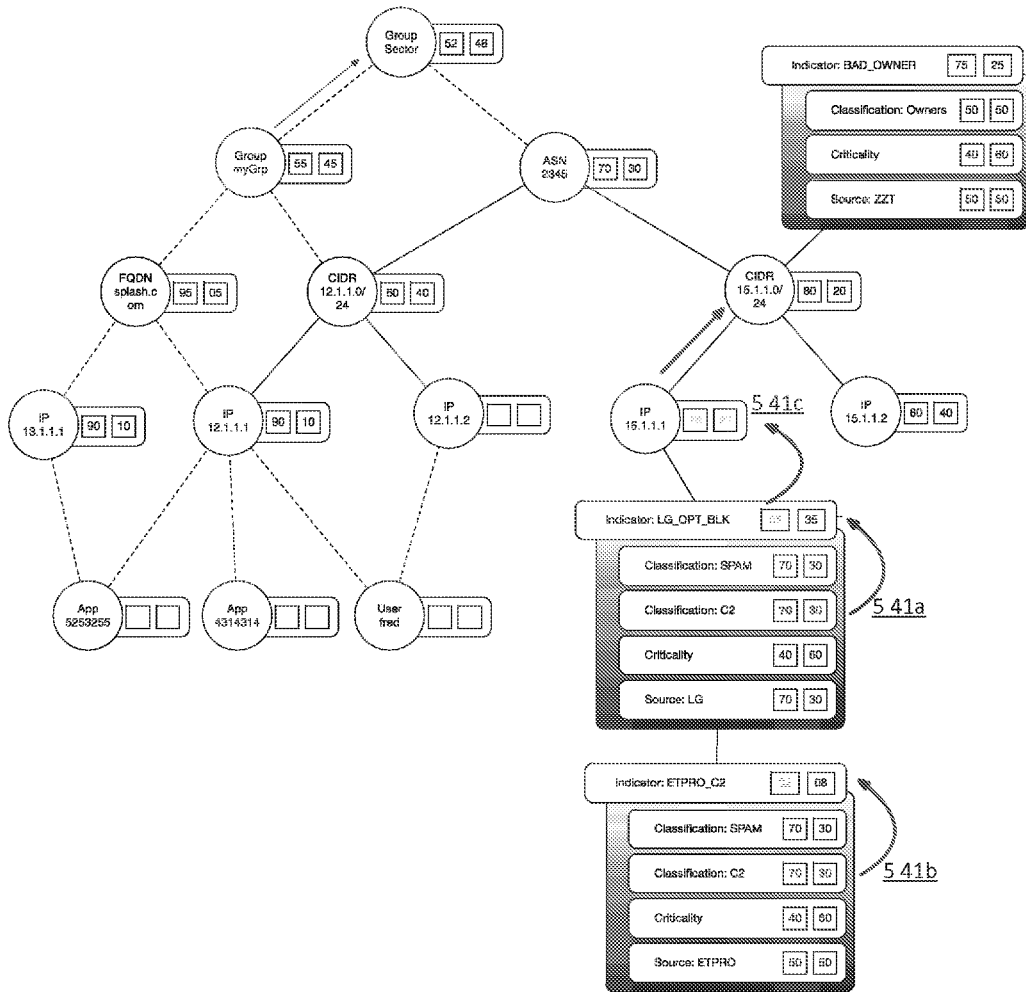 Group
Sector
52 48
Indicator: BAD_OWNER 75 25
Classification: Owners 50 50
Criticality 40 60
Source: ZZT 50 50
Group
myGrp
55 45
ASN
2345
70 30
FQDN
splash.c
om
95 05
CIDR
12.1.1.0/
24
60 40
CIDR
15.1.1.0/
24
80 20
IP
13.1.1.1
90 10
IP
12.1.1.1
90 10
IP
12.1.1.2
IP
15.1.1.1
5 41c
IP
15.1.1.2
60 40
Indicator: LG_OPT_BLK 35
Classification: SPAM 70 30
Classification: C2 70 30
5 41a
Criticality 40 60
Source: LG 70 30
App
5253255
App
4314314
User
fred
Indicator: ETPRO_C2 08
Classification: SPAM 70 30
Classification: C2 70 30
5 41b
Criticality 40 60
Source: ETPRO 50 50